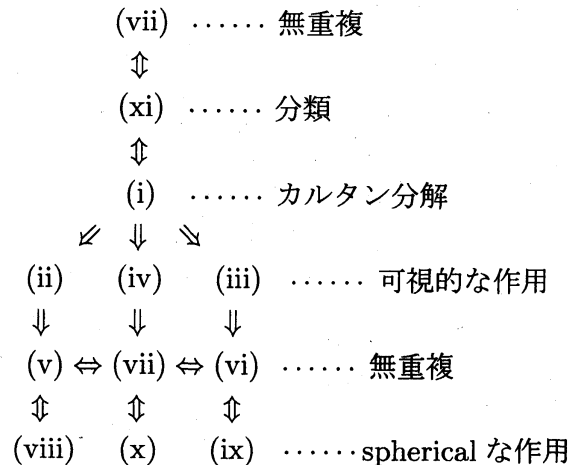 (vii) ...... 無重複
⇕
(xi) ...... 分類
⇕
(i) ...... カルタン分解
⇙ ⇓ ⇘
(ii) (iv) (iii) ...... 可視的な作用
⇓ ⇓ ⇓
(v) ⇔ (vii) ⇔ (vi) ...... 無重複
⇕ ⇕ ⇕
(viii) (x) (ix) ......spherical な作用